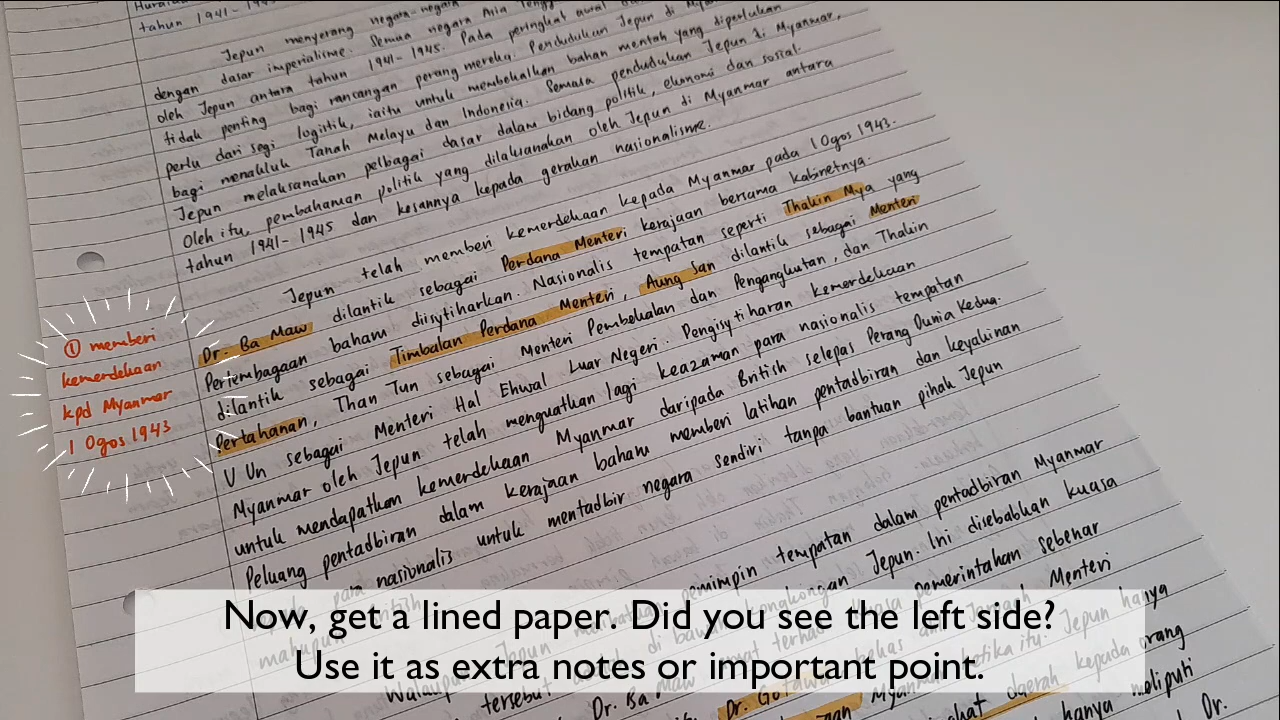 tahun 1941-1
Jepun menyerang negara-negara Asia Tengg
dengan dasar imperialisme. Semua negara
oleh Jepun antara tahun 1941-1945. Pada peringkat awal
tidak penting bagi rancangan perang mereka. Pendudukan Jepun di
perlu dari segi logistik, iaitu untuk membekalkan bahan mentah yang diperlukan
bagi menakluk Tanah Melayu dan Indonesia. Semasa pendudukan Jepun di Myanmar,
Jepun melaksanakan pelbagai dasar dalam bidang politik, ekonomi dan sosial.
Oleh itu, pembaharuan politik yang dilaksanakan oleh Jepun di Myanmar antara
tahun 1941-1945 dan kesannya kepada gerakan nasionalisme.
Jepun telah memberi kemerdekaan kepada Myanmar pada 1 Ogos 1943.
Dr. Ba Maw dilantik sebagai Perdana Menteri kerajaan bersama kabinetnya.
Perlembagaan baharu diisytiharkan. Nasionalis tempatan seperti Thakin Mya yang
dilantik sebagai Timbalan Perdana Menteri, Aung San dilantik sebagai Menteri
Pertahanan, Than Tun sebagai Menteri Pembekalan dan Pengangkutan, dan Thakin
U Un sebagai Menteri Hal Ehwal Luar Negeri. Pengisytiharan kemerdekaan
Myanmar oleh Jepun telah menguatkan lagi keazaman para nasionalis tempatan
untuk mendapatkan kemerdekaan Myanmar daripada British selepas Perang Dunia Kedua.
Peluang pentadbiran dalam kerajaan baharu memberi latihan pentadbiran dan keyakinan
para nasionalis untuk mentadbir negara sendiri tanpa bantuan pihak Jepun
① memberi
kemerdekaan
kpd Myanmar
1 Ogos 1943
pemimpin tempatan dalam pentadbiran Myanmar
Jepun. Ini disebabkan kuasa
tersebut pemerintahan sebenar
Dr. Ba Maw Menteri
Jepun hanya
daerah kepada orang
hanya meliputi
Dr.
Now, get a lined paper. Did you see the left side?
Use it as extra notes or important point.